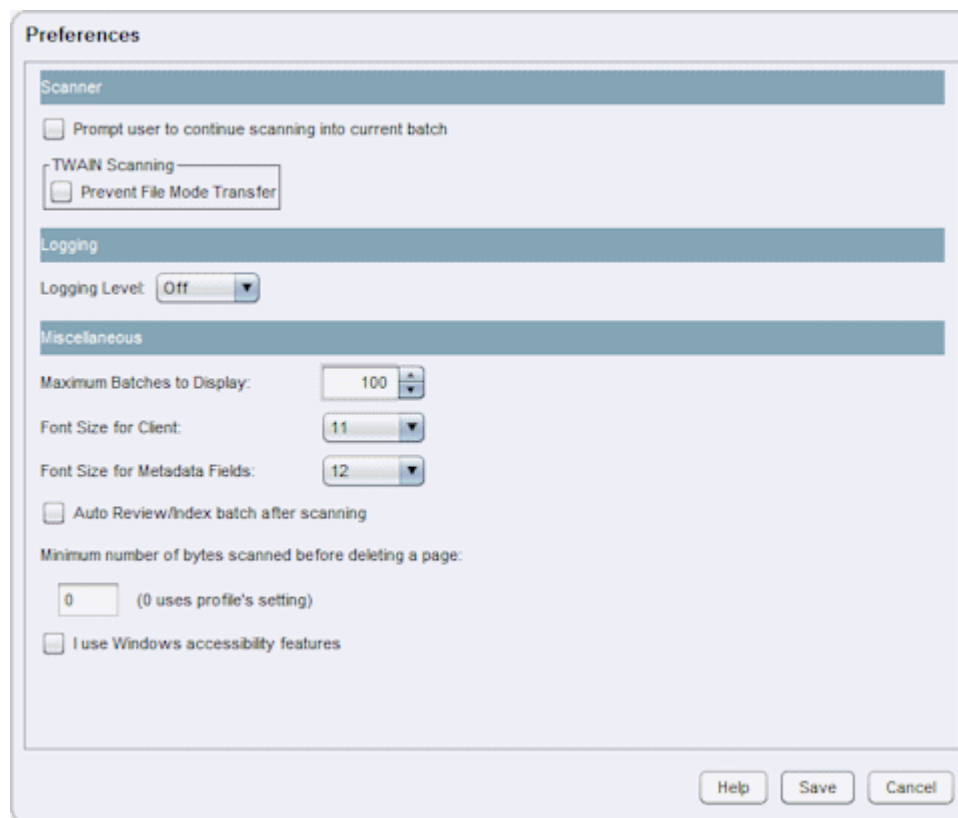 Preferences
Scanner
Prompt user to continue scanning into current batch
TWAIN Scanning
Prevent File Mode Transfer
Logging
Logging Level: Off
Miscellaneous
Maximum Batches to Display: 100
Font Size for Client: 11
Font Size for Metadada Fields: 12
Auto Review/Index batch after scanning
Minimum number of bytes scanned before deleting a page:
0 (0 uses profile's setting)
I use Windows accessibility features
Help Save Cancel